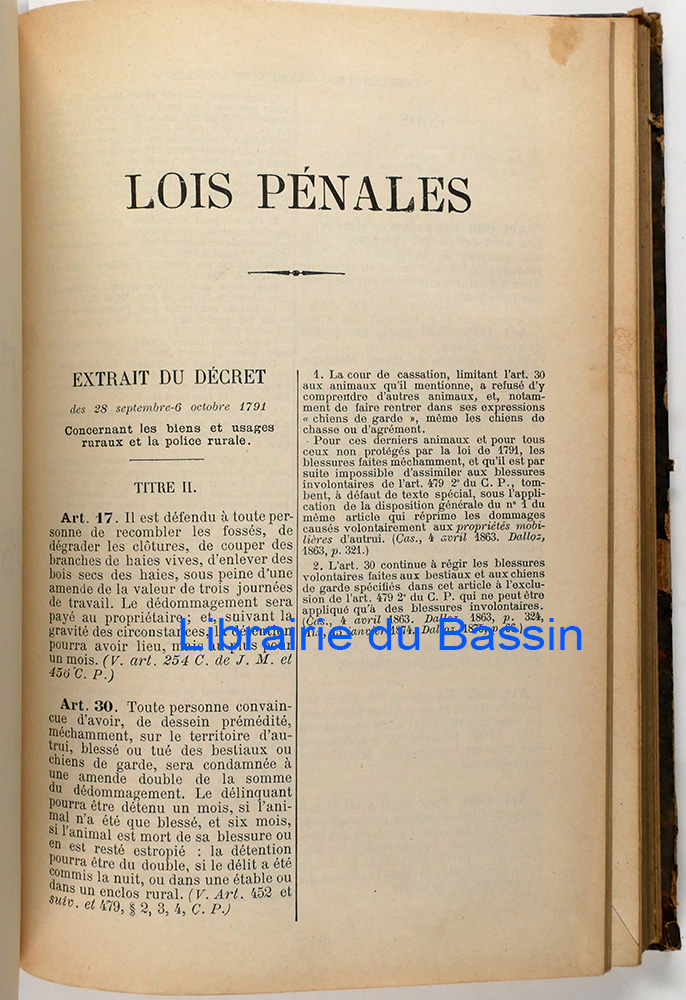 LOIS PÉNALES
EXTRAIT DU DÉCRET
des 28 septembre-6 octobre 1791
Concernant les biens et usages
ruraux et la police rurale.
TITRE II.
Art. 17. Il est défendu à toute per-
sonne de recombler les fossés, de
dégrader les clôtures, de couper des
branches de haies vives, d'enlever des
bois secs des haies, sous peine d'une
amende de la valeur de trois journées
de travail. Le dédommagement sera
payé au propriétaire, et, suivant la
gravité des circonstances, la détention
pourra avoir lieu, mais au plus pour
un mois. (V. art. 254 C. de J. M. et
456 C. P.)
Art. 30. Toute personne convain-
cue d'avoir, de dessein prémédité,
méchamment, sur le territoire d'au-
trui, blessé ou tué des bestiaux ou
chiens de garde, sera condamnée à
une amende double de la somme
du dédommagement. Le délinquant
pourra être détenu un mois, si l'ani-
mal n'a été que blessé, et six mois,
si l'animal est mort de sa blessure ou
en est resté estropié : la détention
pourra être du double, si le délit a été
commis la nuit, ou dans une étable ou
dans un enclos rural. (V. Art. 452 et
suiv. et 479, § 2, 3, 4, C. P.)
1. La cour de cassation, limitant l'art. 30
aux animaux qu'il mentionne, a refusé d'y
comprendre d'autres animaux, et, notam-
ment de faire rentrer dans ses expressions
« chiens de garde », même les chiens de
chasse ou d'agrément.
Pour ces derniers animaux et pour tous
ceux non protégés par la loi de 1791, les
blessures faites méchamment, et qu'il est par
suite impossible d'assimiler aux blessures
involontaires de l'art. 479 2° du C. P., tom-
bent, à défaut de texte spécial, sous l'appli-
cation de la disposition générale du n° 1 du
même article qui réprime les dommages
causés volontairement aux propriétés mobi-
lières d'autrui. (Cas., 4 avril 1863. Dalloz,
1863, p. 321.)
2. L'art. 30 continue à régir les blessures
volontaires faites aux bestiaux et aux chiens
de garde spécifiés dans cet article à l'exclu-
sion de l'art. 479 2° du C. P. qui ne peut être
appliqué qu'à des blessures involontaires.
(Cas., 4 avril 1863. Dalloz, 1863, p. 324,
janvier 1874. Dalloz
Librairie du Bassin